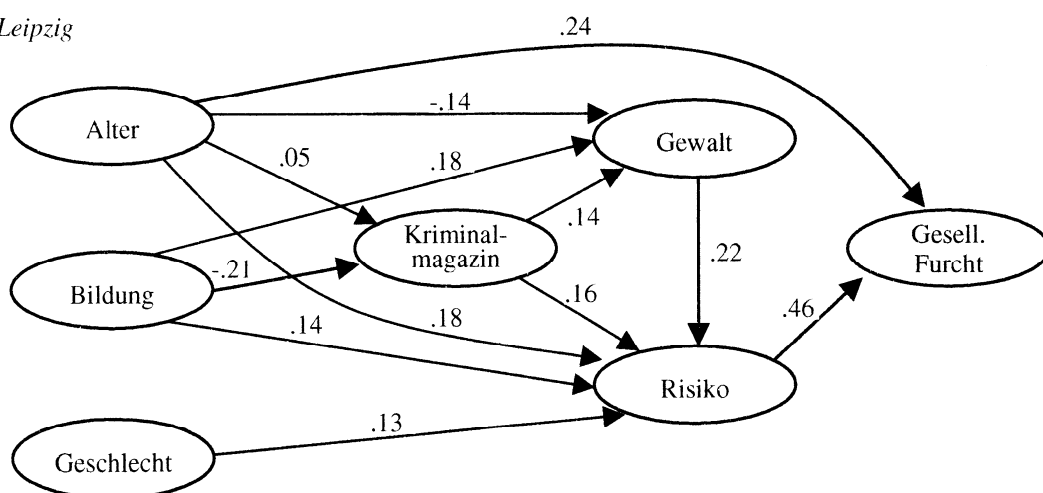 Leipzig
.24
Alter
-.14
Gewalt
.05
.18
Kriminal-
magazin
.14
Gesell.
Furcht
Bildung
-.21
.22
.16
.14
.18
.46
Risiko
.13
Geschlecht